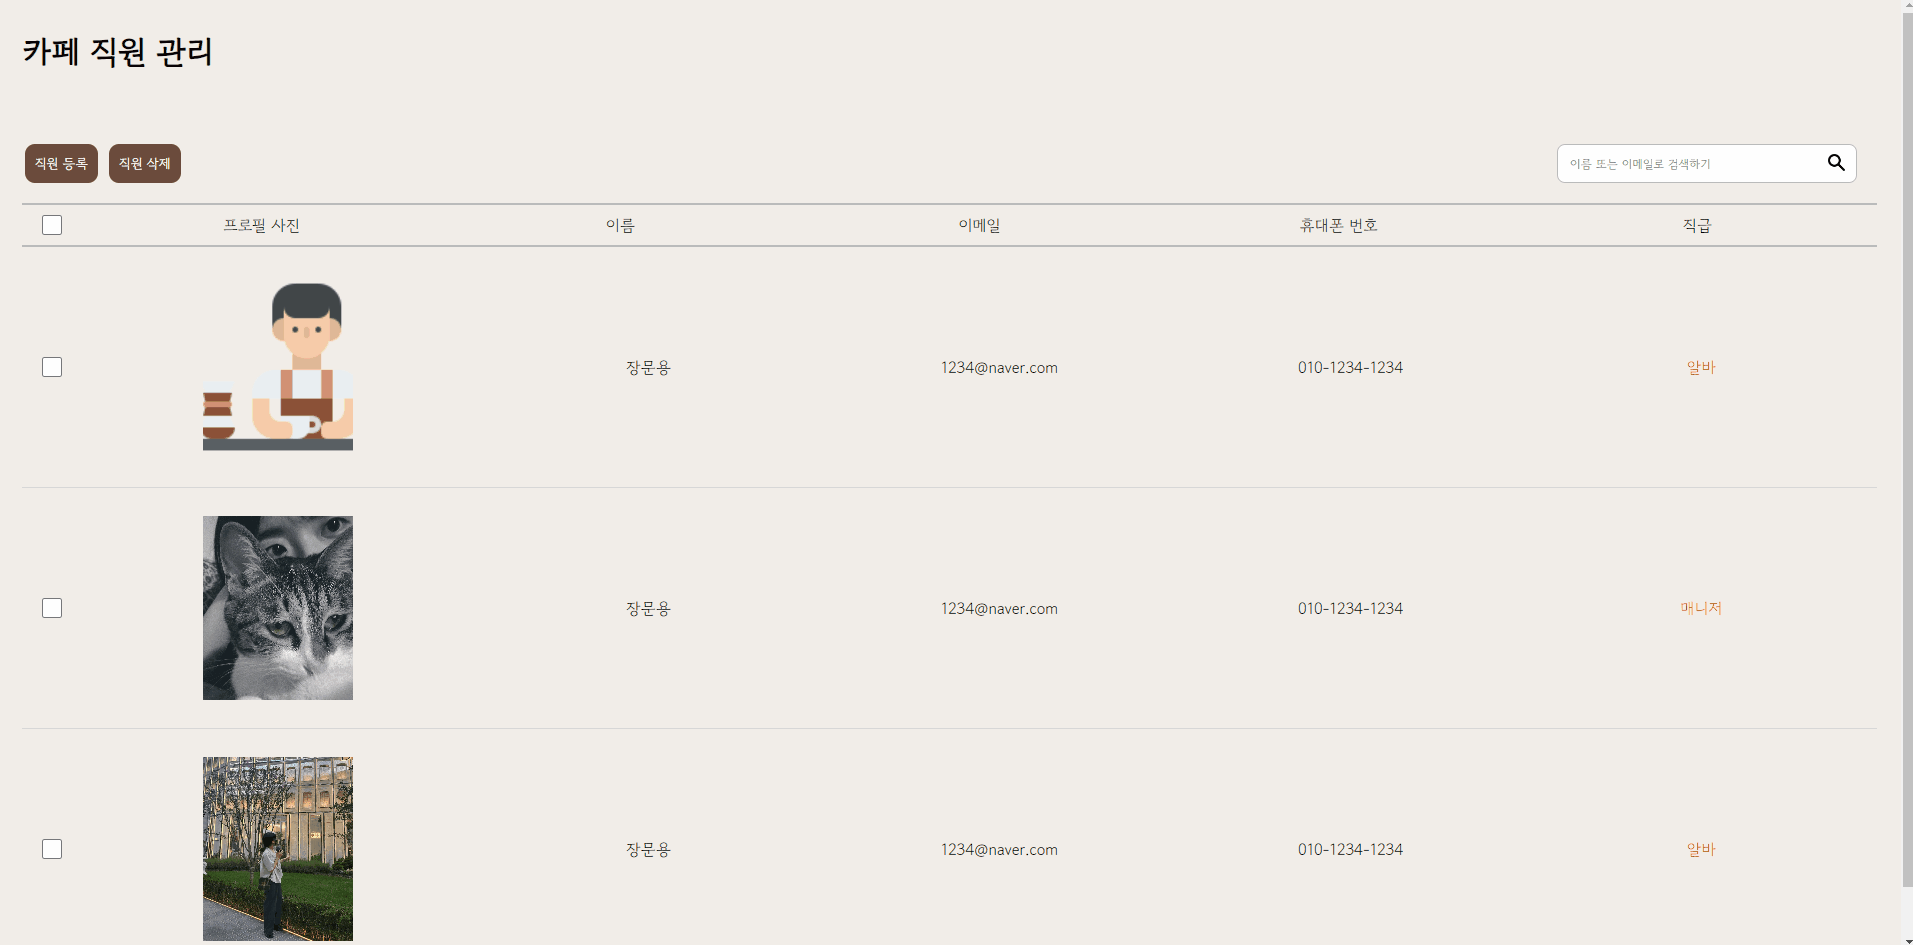 카페 직원 관리
직원 등록 직원 삭제 이름 또는 이메일로 검색하기
프로필 사진 이름 이메일 휴대폰 번호 직급
장문용 1234@naver.com 010-1234-1234 알바
장문용 1234@naver.com 010-1234-1234 매니저
장문용 1234@naver.com 010-1234-1234 알바